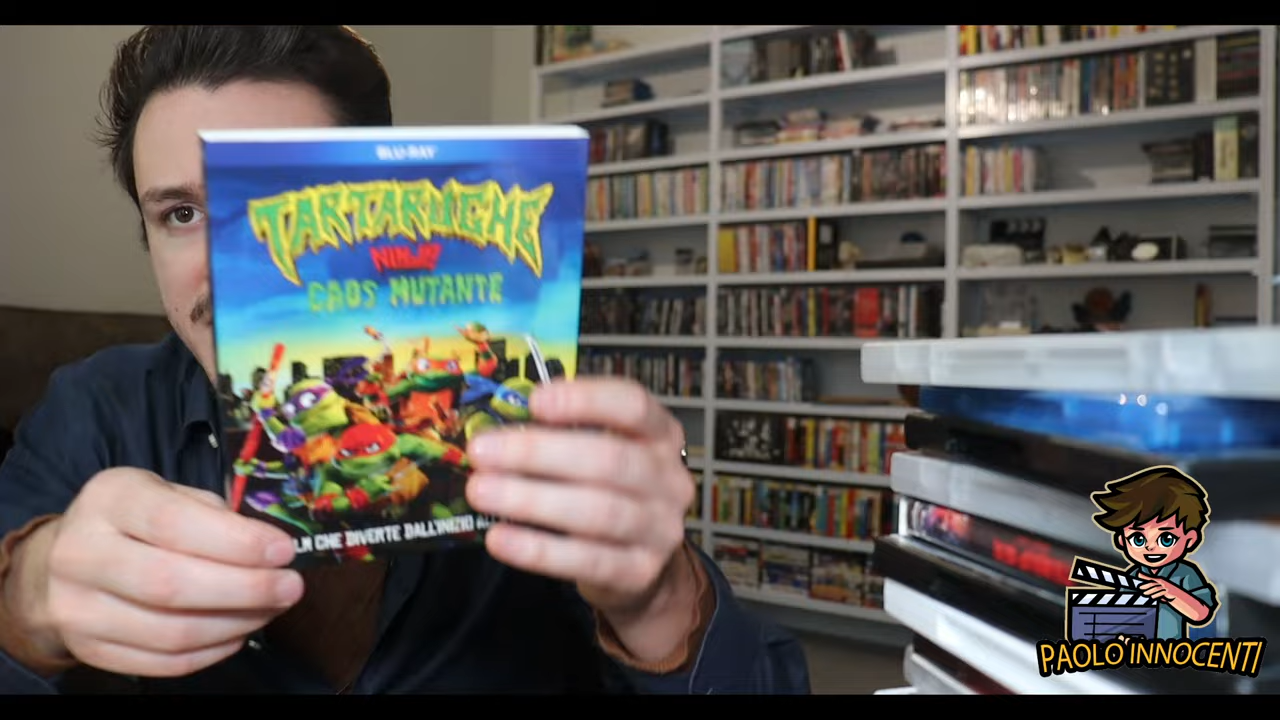 BLU-RAY
TARTARUGHE
NINJA
CAOS MUTANTE
CHE DIVERTE DALL'INIZIO
PAOLO INNOCENTI